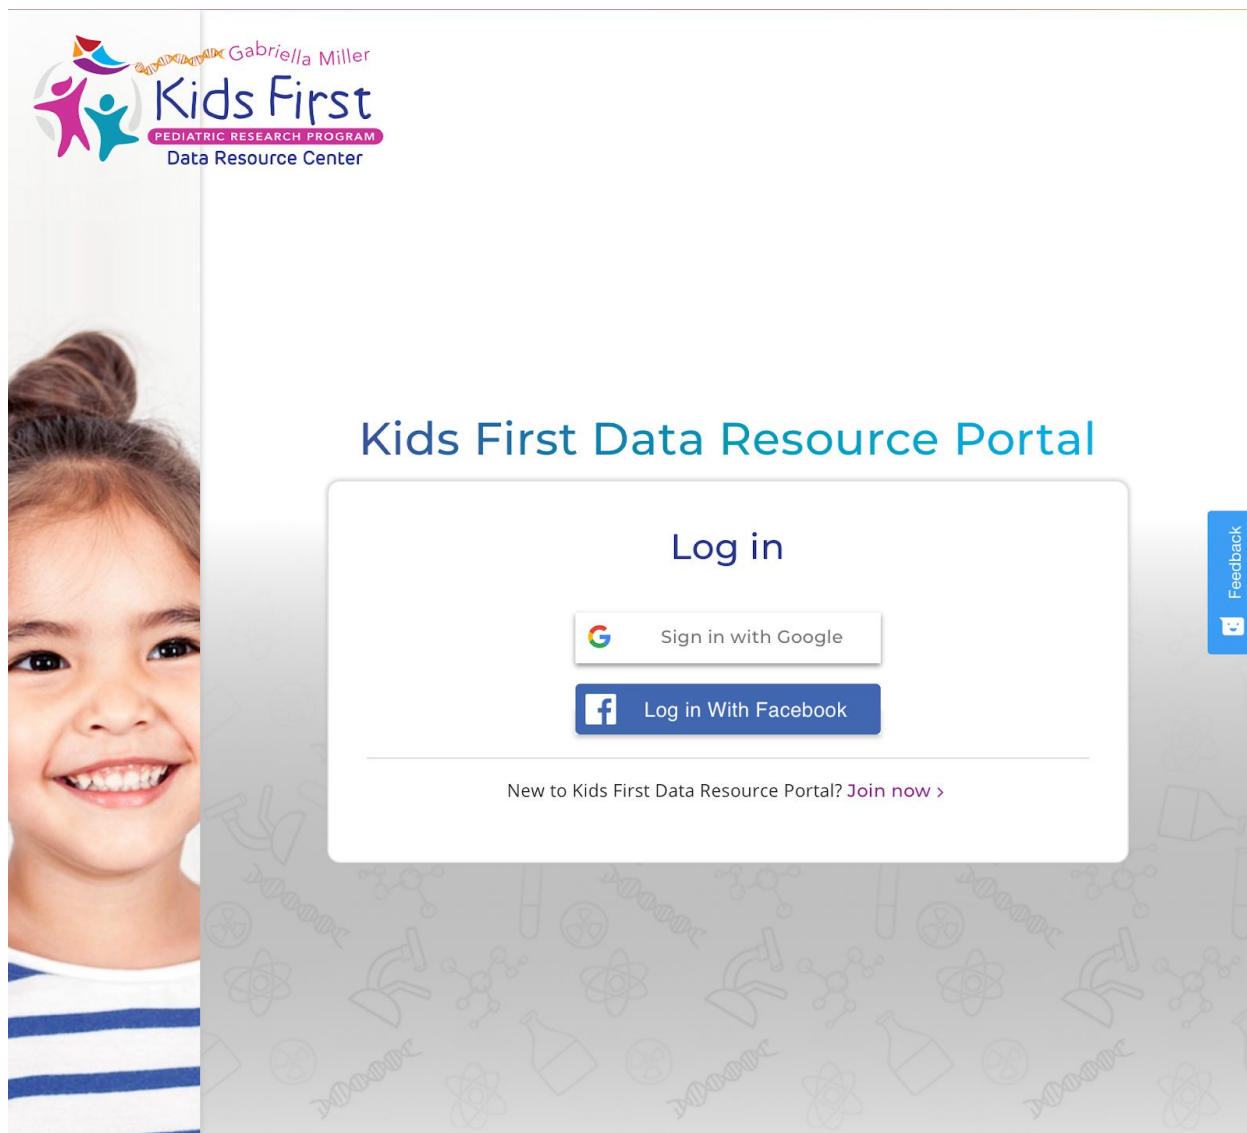 Gabriella Miller
Kids First
PEDIATRIC RESEARCH PROGRAM
Data Resource Center
Kids First Data Resource Portal
Log in
Sign in with Google
Log in With Facebook
New to Kids First Data Resource Portal? Join now >
Feedback